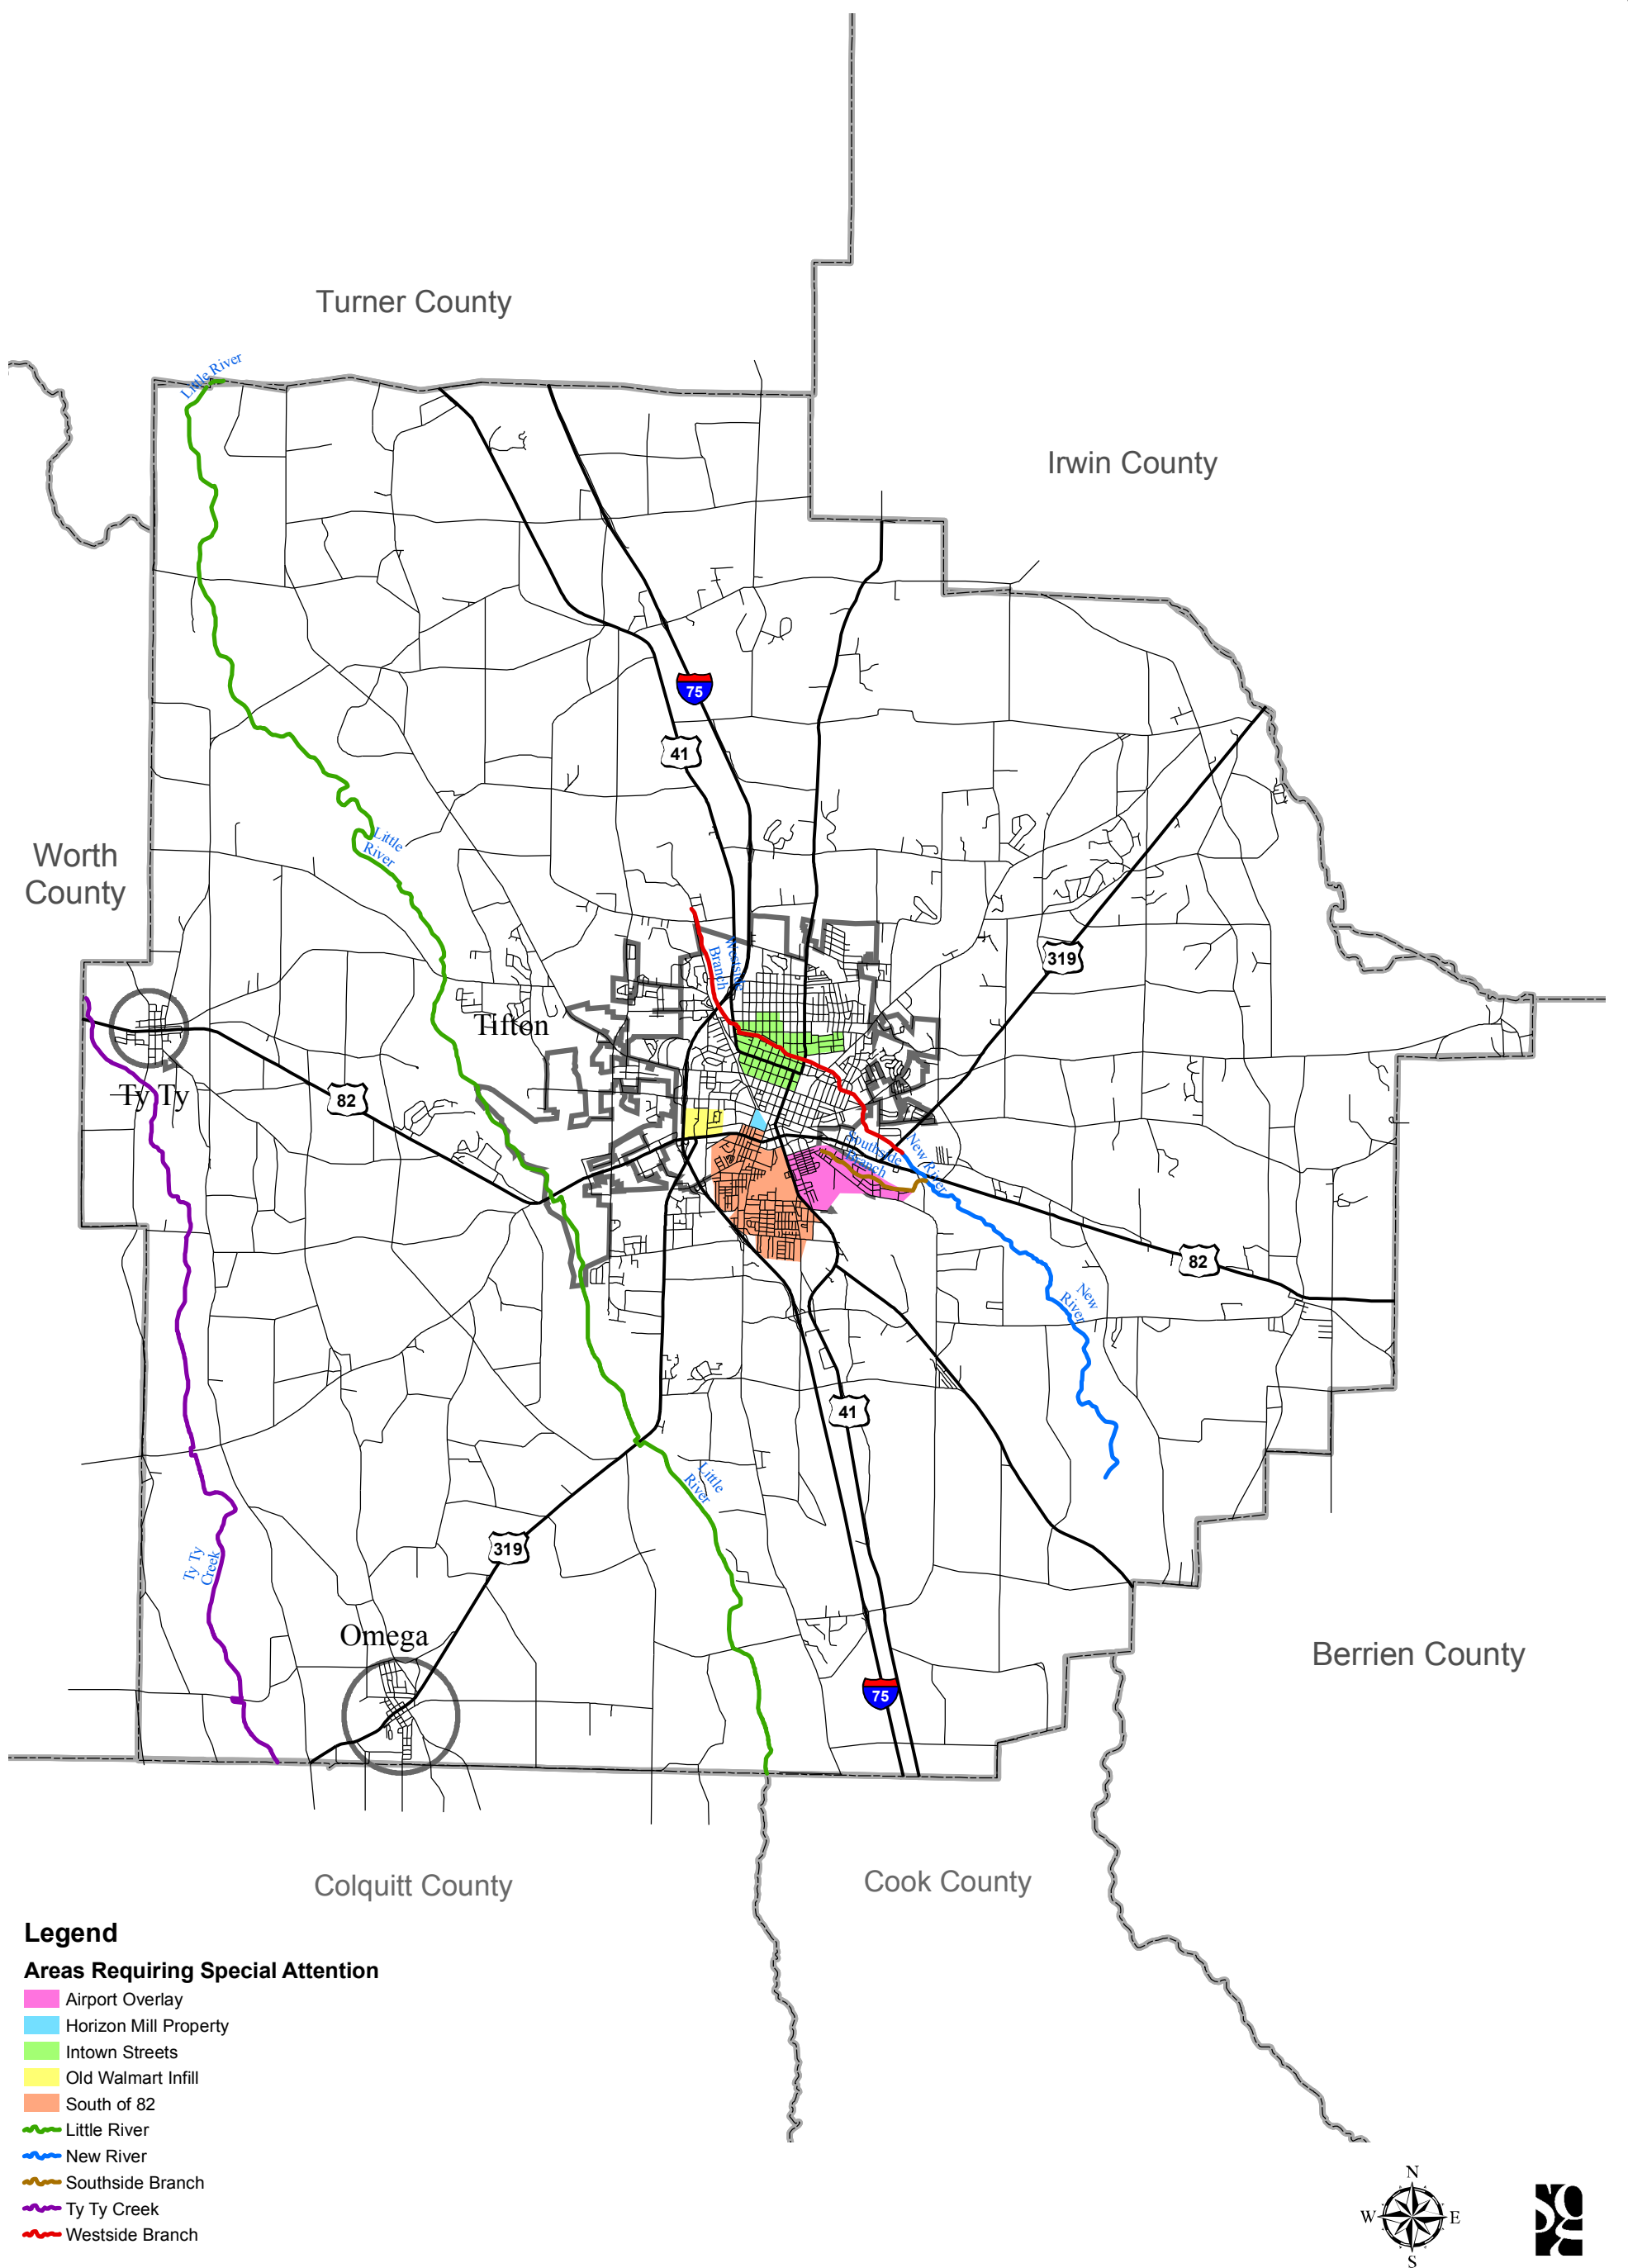 Turner County
Little River
Irwin County
75
41
Little
River
Worth
County
Westside
Branch
319
Tifton
Ty Ty
82
Southside
Branch
New River
82
New
River
41
Little
River
319
Ty Ty
Creek
Omega
Berrien County
75
Colquitt County
Cook County
Legend
Areas Requiring Special Attention
Airport Overlay
Horizon Mill Property
Intown Streets
Old Walmart Infill
South of 82
Little River
New River
Southside Branch
Ty Ty Creek
Westside Branch
N
W E
S